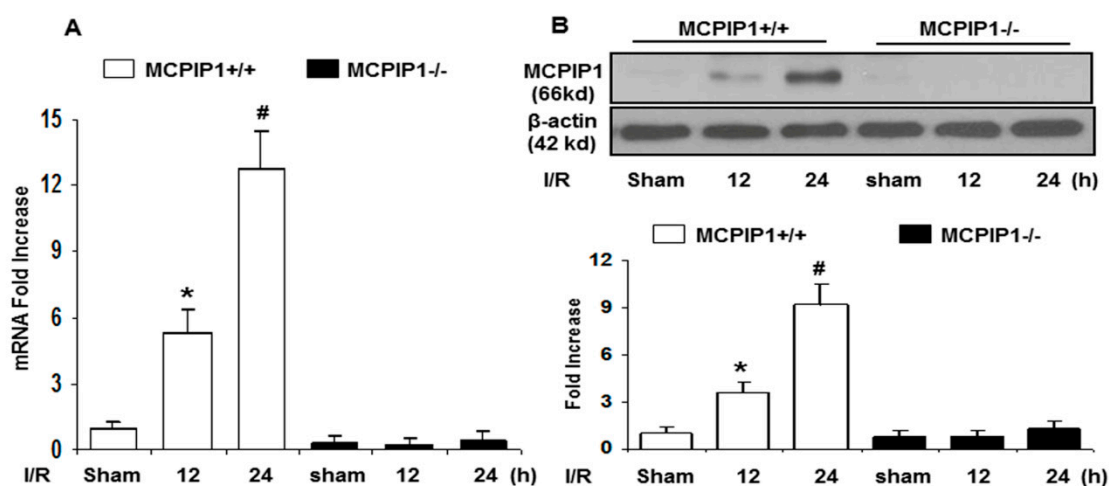 A
MCPIP1+/+ MCPIP1-/-
mRNA Fold Increase
15
12
9
6
3
0
* #
I/R Sham 12 24 sham 12 24 (h)
B
MCPIP1+/+ MCPIP1-/-
MCPIP1
(66kd)
β-actin
(42 kd)
I/R Sham 12 24 sham 12 24 (h)
MCPIP1+/+ MCPIP1-/-
Fold Increase
12
9
6
3
0
* #
I/R Sham 12 24 sham 12 24 (h)